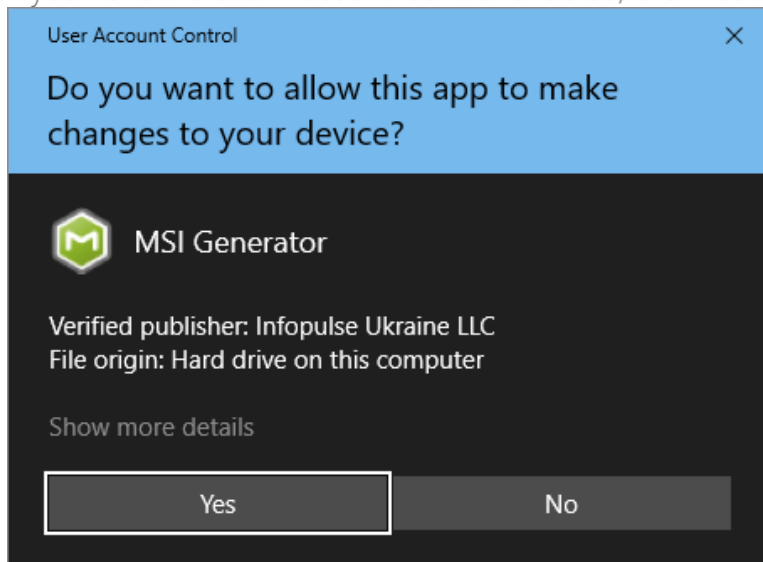 User Account Control
Do you want to allow this app to make
changes to your device?
MSI Generator
Verified publisher: Infopulse Ukraine LLC
File origin: Hard drive on this computer
Show more details
Yes No